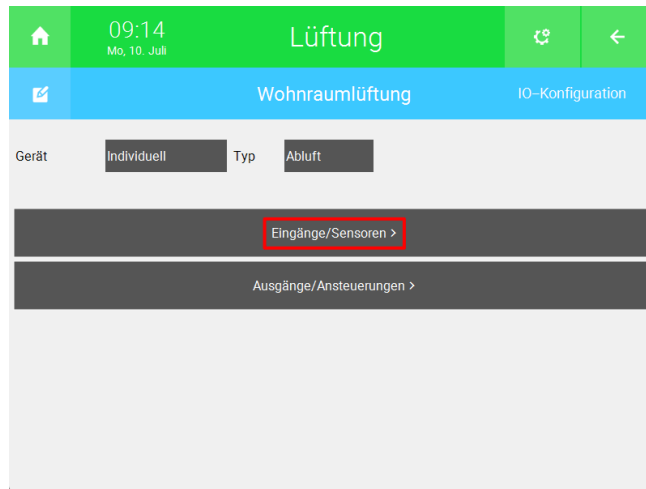 09:14
Mo, 10. Juli
Lüftung
Wohnraumlüftung
IO–Konfiguration
Gerät
Individuell
Typ
Abluft
Eingänge/Sensoren >
Ausgänge/Ansteuerungen >